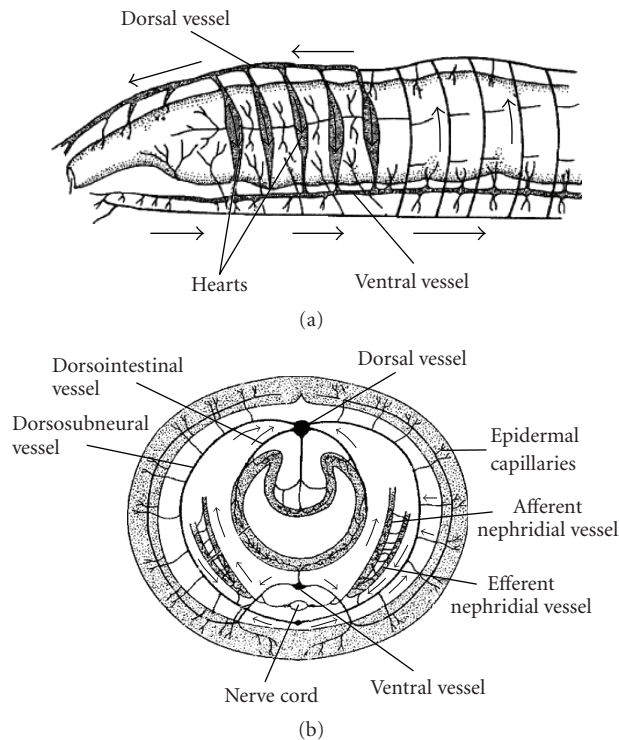 Dorsal vessel
Hearts
Ventral vessel
(a)
Dorsointestinal
vessel
Dorsal vessel
Dorsosubneural
vessel
Epidermal
capillaries
Afferent
nephridial vessel
Efferent
nephridial vessel
Nerve cord
Ventral vessel
(b)